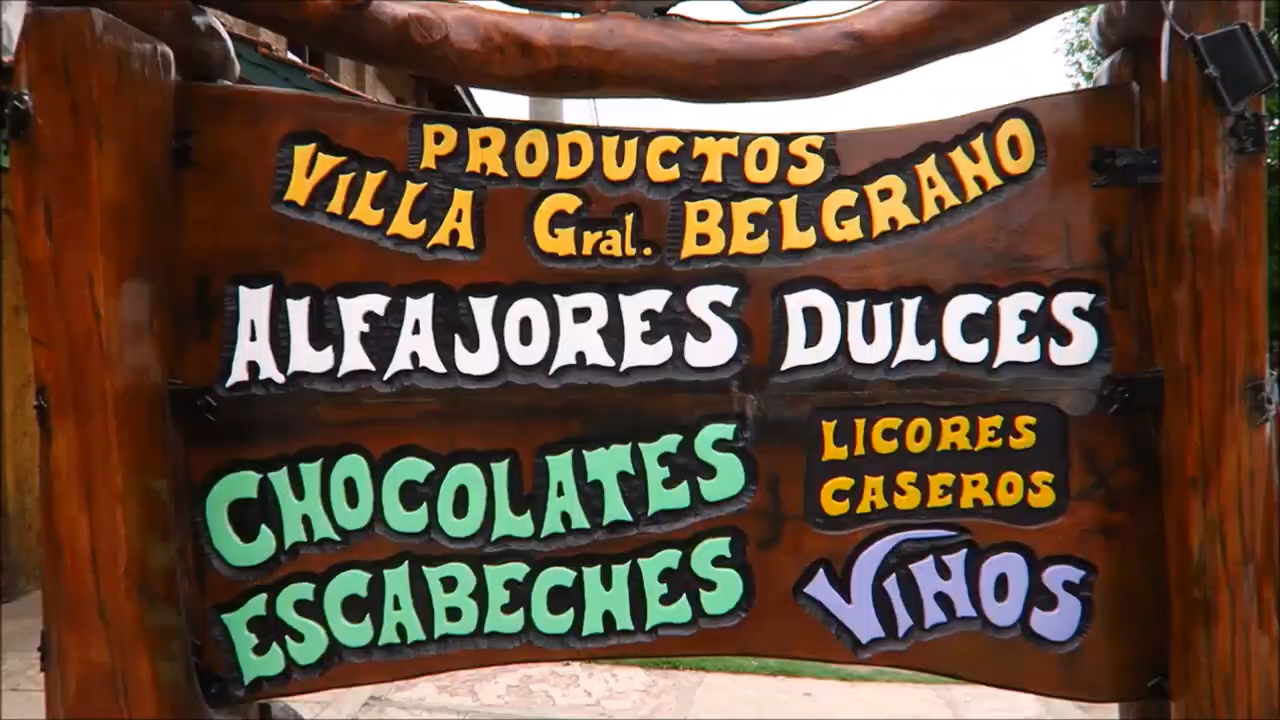 PRODUCTOS
VILLA Gral. BELGRANO
ALFAJORES DULCES
CHOCOLATES
ESCABECHES
LICORES
CASEROS
VINOS